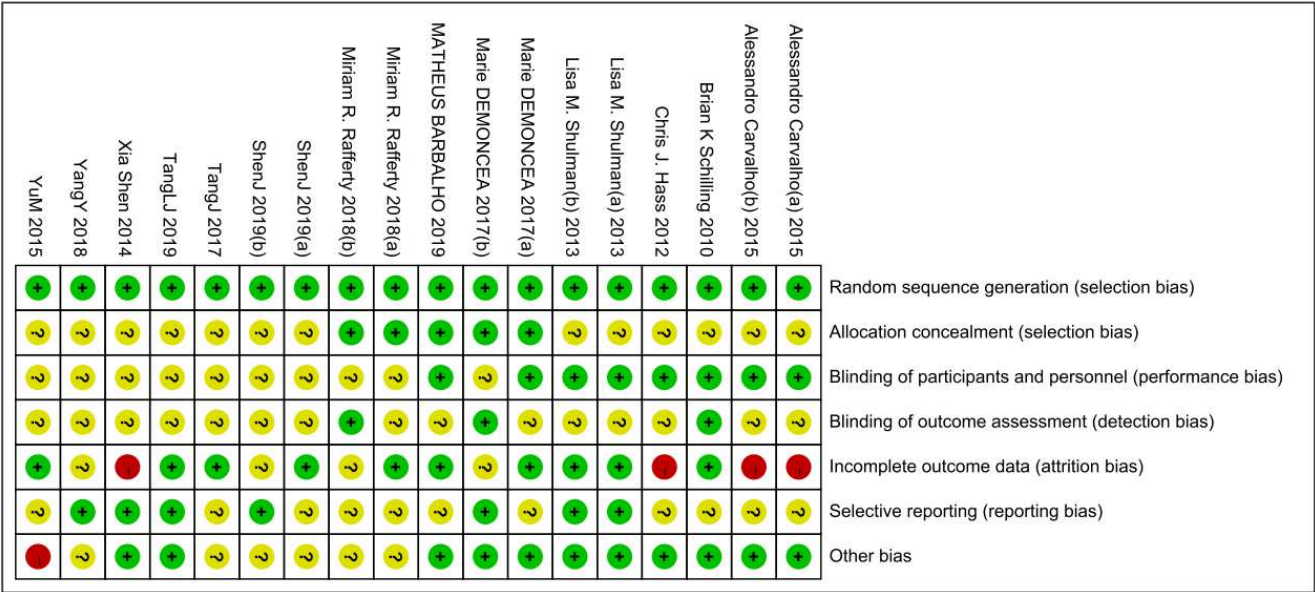 Alessandro Carvalho(a) 2015
Alessandro Carvalho(b) 2015
Brian K Schilling 2010
Chris J. Hass 2012
Lisa M. Shulman(a) 2013
Lisa M. Shulman(b) 2013
Marie DEMONCEA 2017(a)
Marie DEMONCEA 2017(b)
MATHEUS BARBALHO 2019
Miriam R. Rafferty 2018(a)
Miriam R. Rafferty 2018(b)
ShenJ 2019(a)
ShenJ 2019(b)
TangJ 2017
TangLJ 2019
Xia Shen 2014
YangY 2018
YuM 2015
+ + + + + + + + + + + + + + + + + + Random sequence generation (selection bias)
? ? ? ? ? ? ? + + + + + ? ? ? ? ? ? Allocation concealment (selection bias)
? ? ? ? ? ? ? ? ? + ? + + + + + + + Blinding of participants and personnel (performance bias)
? ? ? ? ? ? ? + ? ? + ? ? ? ? + ? ? Blinding of outcome assessment (detection bias)
+ ? - + + ? + ? + + ? + + + - + - - Incomplete outcome data (attrition bias)
? + + + ? + ? ? ? ? + ? + + ? ? ? ? Selective reporting (reporting bias)
- ? + + ? ? ? ? ? + + + + + + + + + Other bias